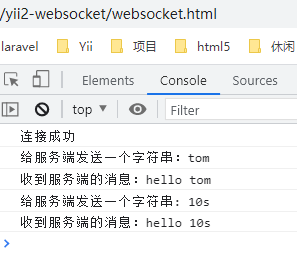 /yii2-websocket/websocket.html
laravel Yii 项目 html5 休闲
Elements Console Sources
top Filter
连接成功
给服务端发送一个字符串：tom
收到服务端的消息：hello tom
给服务端发送一个字符串：10s
收到服务端的消息：hello 10s